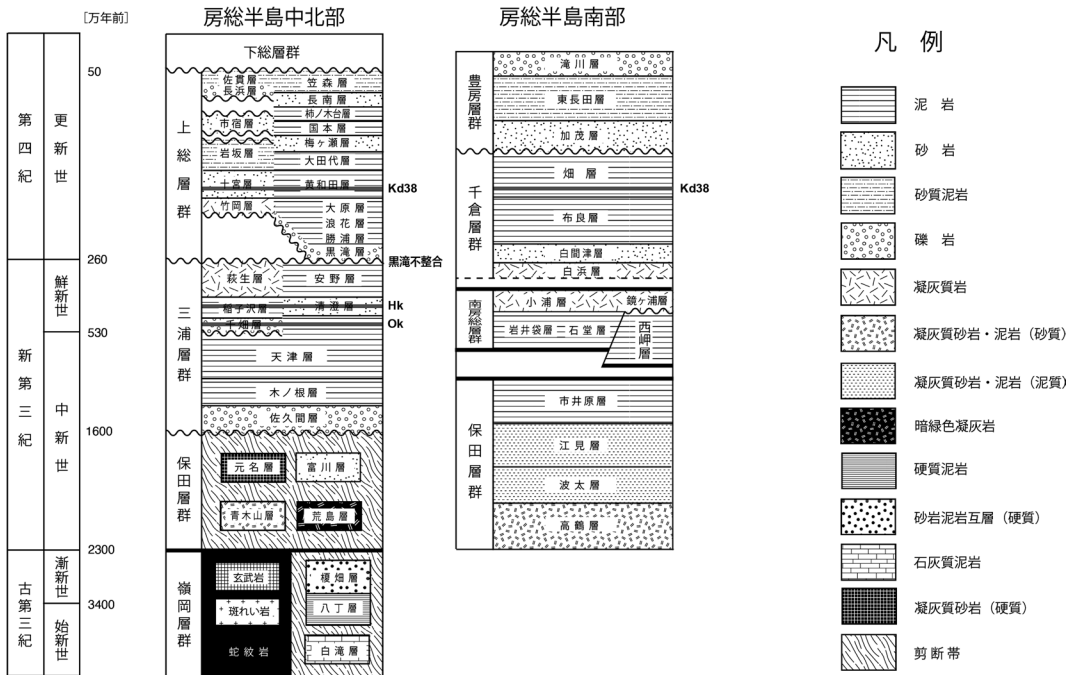 [万年前]
房総半島中北部
房総半島南部
凡 例
第四紀
更新世
新第三紀
鮮新世
中新世
古第三紀
漸新世
始新世
50
260
530
1600
2300
3400
下総層群
上総層群
佐貫層
長浜層
笠森層
長南層
市宿層
柿ノ木台層
国本層
梅ヶ瀬層
岩坂層
大田代層
十宮層
黄和田層
Kd38
竹岡層
大原層
浪花層
勝浦層
黒滝層
黒滝不整合
三浦層群
萩生層
安野層
稲子沢層
清澄層
Hk
千畑層
Ok
天津層
木ノ根層
佐久間層
保田層群
元名層
富川層
青木山層
荒島層
嶺岡層群
玄武岩
榎畑層
斑れい岩
八丁層
蛇紋岩
白滝層
豊房層群
滝川層
東長田層
加茂層
千倉層群
畑層
Kd38
布良層
白間津層
白浜層
南房総層群
小浦層
鏡ヶ浦層
岩井袋層
石堂層
西岬層
保田層群
市井原層
江見層
波太層
高鶴層
泥 岩
砂 岩
砂質泥岩
礫 岩
凝灰質岩
凝灰質砂岩・泥岩（砂質）
凝灰質砂岩・泥岩（泥質）
暗緑色凝灰岩
硬質泥岩
砂岩泥岩互層（硬質）
石灰質泥岩
凝灰質砂岩（硬質）
剪断帯